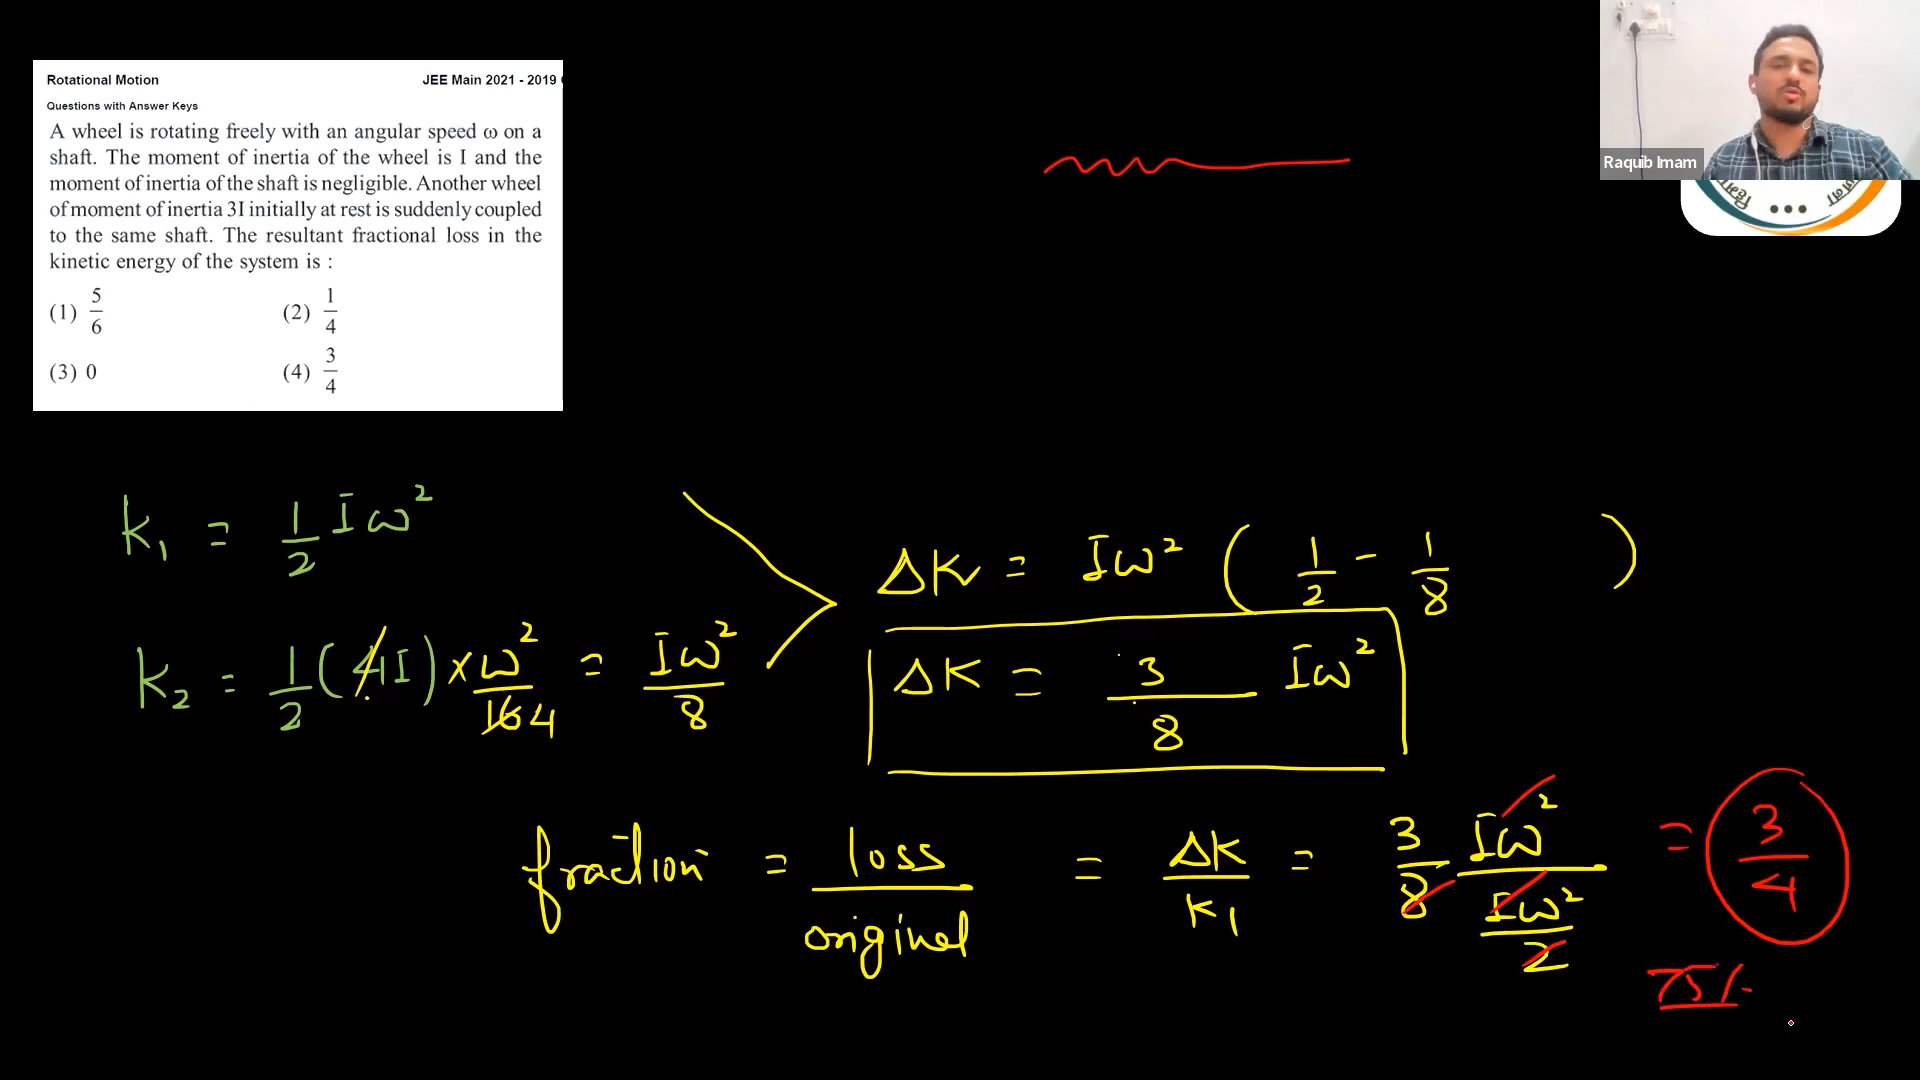 Rotational Motion JEE Main 2021 - 2019
Questions with Answer Keys
A wheel is rotating freely with an angular speed ω on a
shaft. The moment of inertia of the wheel is I and the
moment of inertia of the shaft is negligible. Another wheel
of moment of inertia 3I initially at rest is suddenly coupled
to the same shaft. The resultant fractional loss in the
kinetic energy of the system is :
(1) 5/6 (2) 1/4
(3) 0 (4) 3/4
Raquib Imam
K₁ = 1/2 Iω²
K₂ = 1/2 (4I) × ω²/16 4 = Iω²/8
ΔK = Iω² ( 1/2 - 1/8 )
ΔK = 3/8 Iω²
fraction = loss/original = ΔK/K₁ = 3/8 Iω²/(Iω²/2) = 3/4
75%